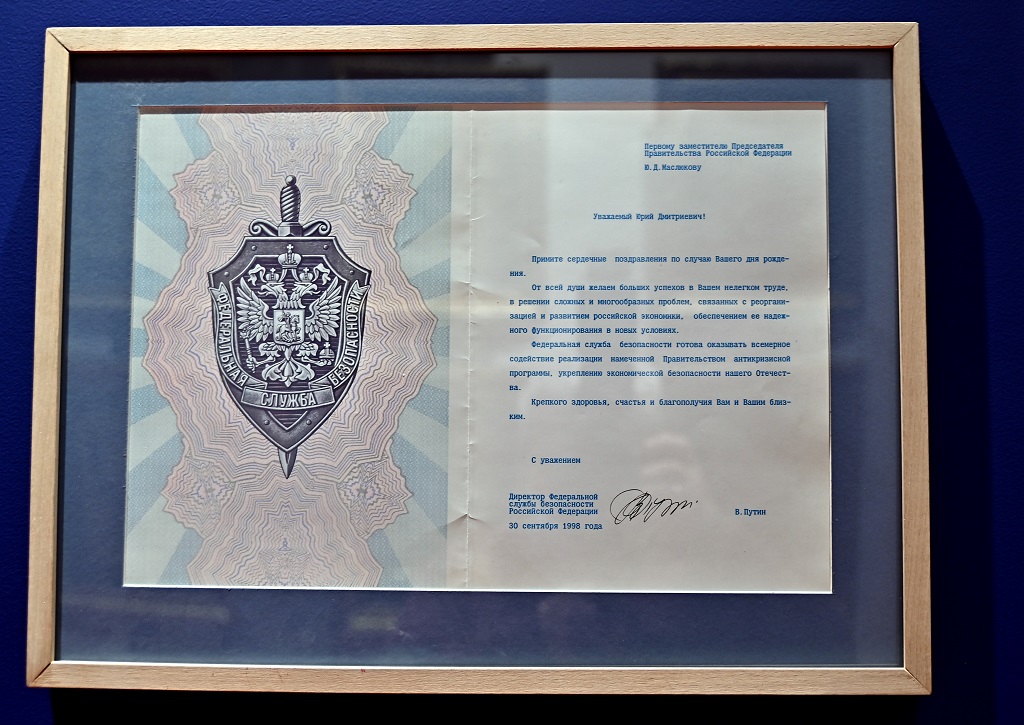 ФЕДЕРАЛЬНАЯ
СЛУЖБА
БЕЗОПАСНОСТИ
Первому заместителю Председателя
Правительства Российской Федерации
Ю.Д.Маслюкову
Уважаемый Юрий Дмитриевич!
Примите сердечные поздравления по случаю Вашего дня рожде-
ния.
От всей души желаем больших успехов в Вашем нелегком труде,
в решении сложных и многообразных проблем, связанных с реоргани-
зацией и развитием российской экономики, обеспечением ее надеж-
ного функционирования в новых условиях.
Федеральная служба безопасности готова оказывать всемерное
содействие реализации намеченной Правительством антикризисной
программы, укреплению экономической безопасности нашего Отечест-
ва.
Крепкого здоровья, счастья и благополучия Вам и Вашим близ-
ким.
С уважением
Директор Федеральной
службы безопасности
Российской Федерации
В.Путин
30 сентября 1998 года